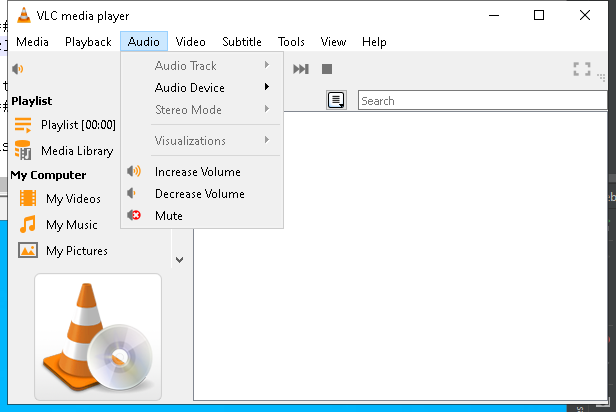 VLC media player
Media Playback Audio Video Subtitle Tools View Help
Audio Track
Audio Device
Stereo Mode
Visualizations
Increase Volume
Decrease Volume
Mute
Search
Playlist
Playlist [00:00]
Media Library
My Computer
My Videos
My Music
My Pictures